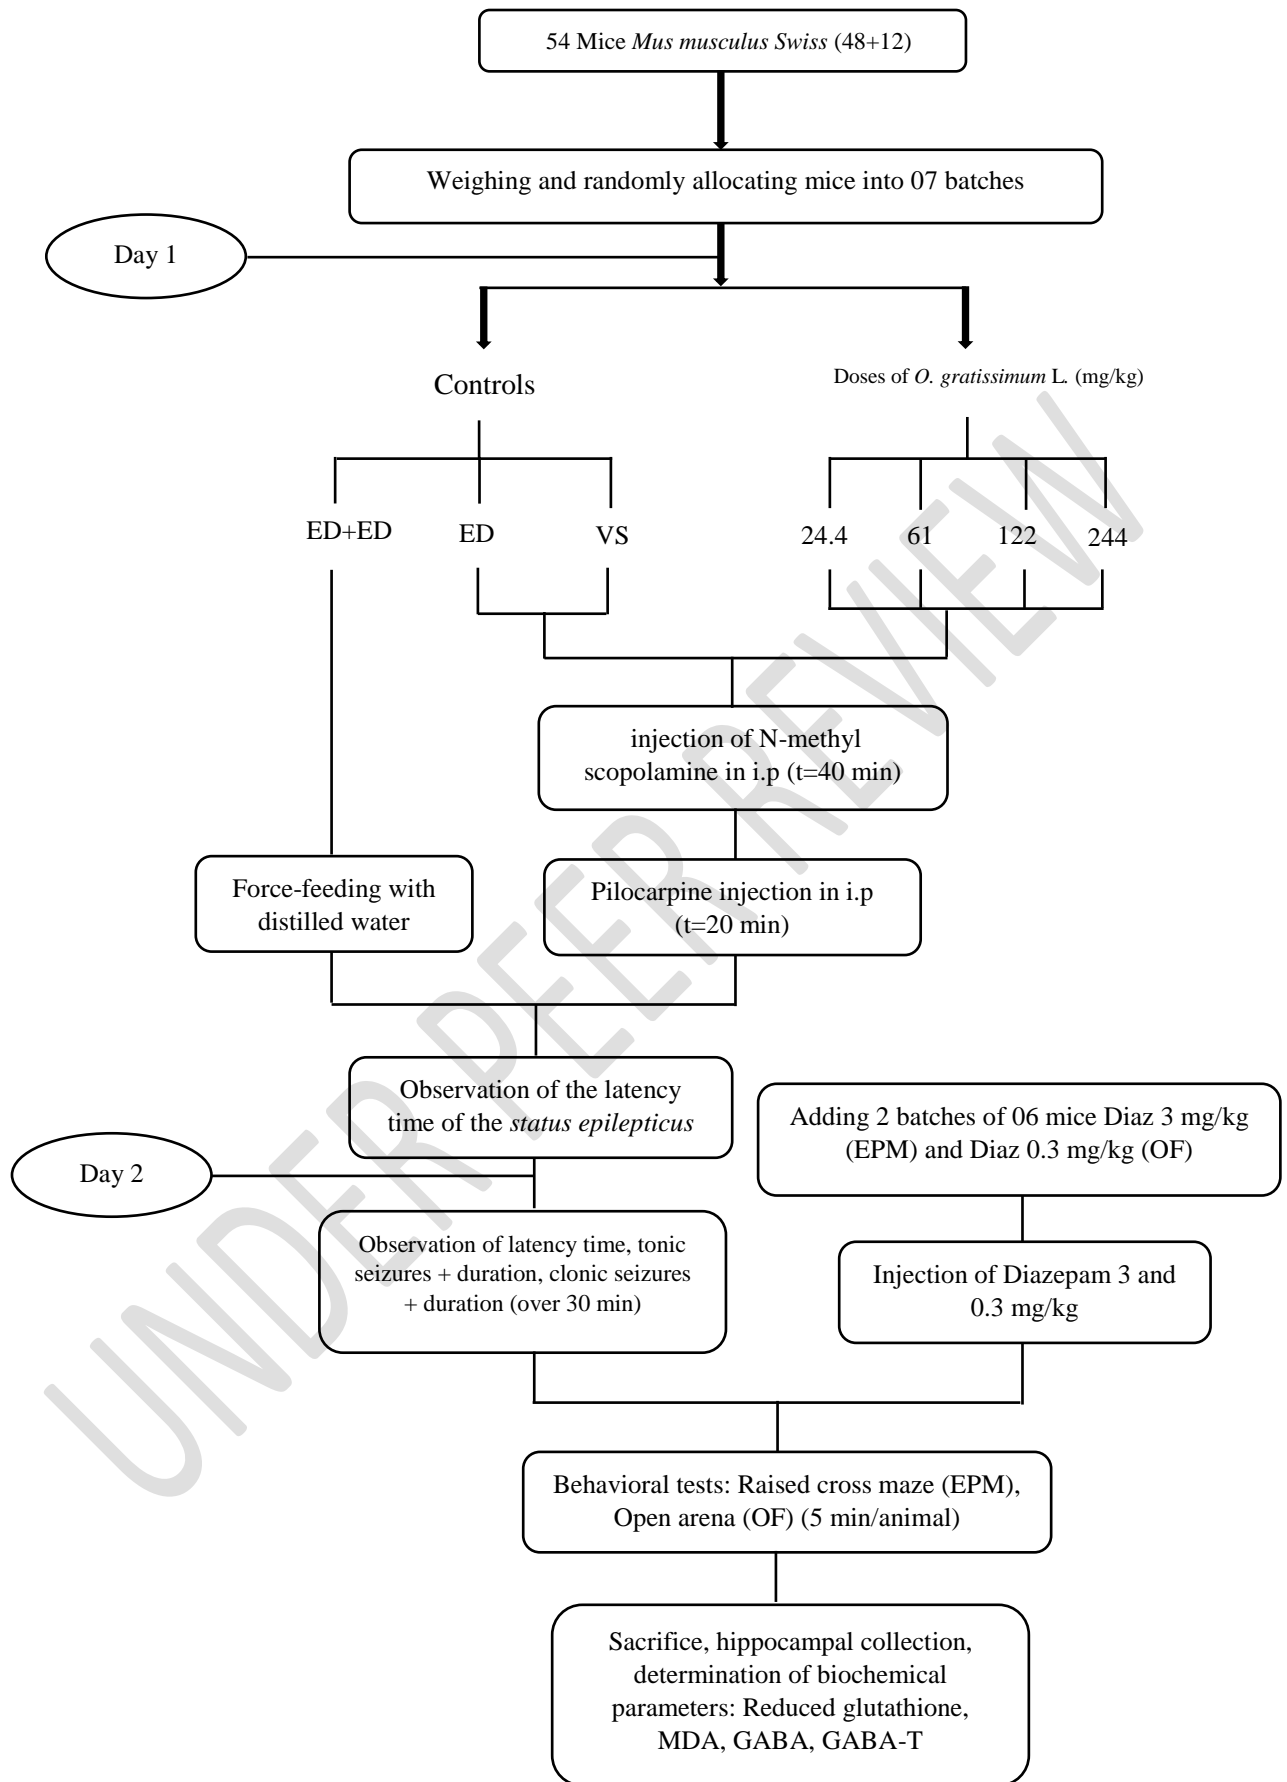 54 Mice Mus musculus Swiss (48+12)
Weighing and randomly allocating mice into 07 batches
Day 1
Controls
Doses of O. gratissimum L. (mg/kg)
ED+ED
ED
VS
24.4
61
122
244
injection of N-methyl
scopolamine in i.p (t=40 min)
Force-feeding with
distilled water
Pilocarpine injection in i.p
(t=20 min)
Observation of the latency
time of the status epilepticus
Adding 2 batches of 06 mice Diaz 3 mg/kg
(EPM) and Diaz 0.3 mg/kg (OF)
Day 2
Observation of latency time, tonic
seizures + duration, clonic seizures
+ duration (over 30 min)
Injection of Diazepam 3 and
0.3 mg/kg
Behavioral tests: Raised cross maze (EPM),
Open arena (OF) (5 min/animal)
Sacrifice, hippocampal collection,
determination of biochemical
parameters: Reduced glutathione,
MDA, GABA, GABA-T
UNDER PEER REVIEW